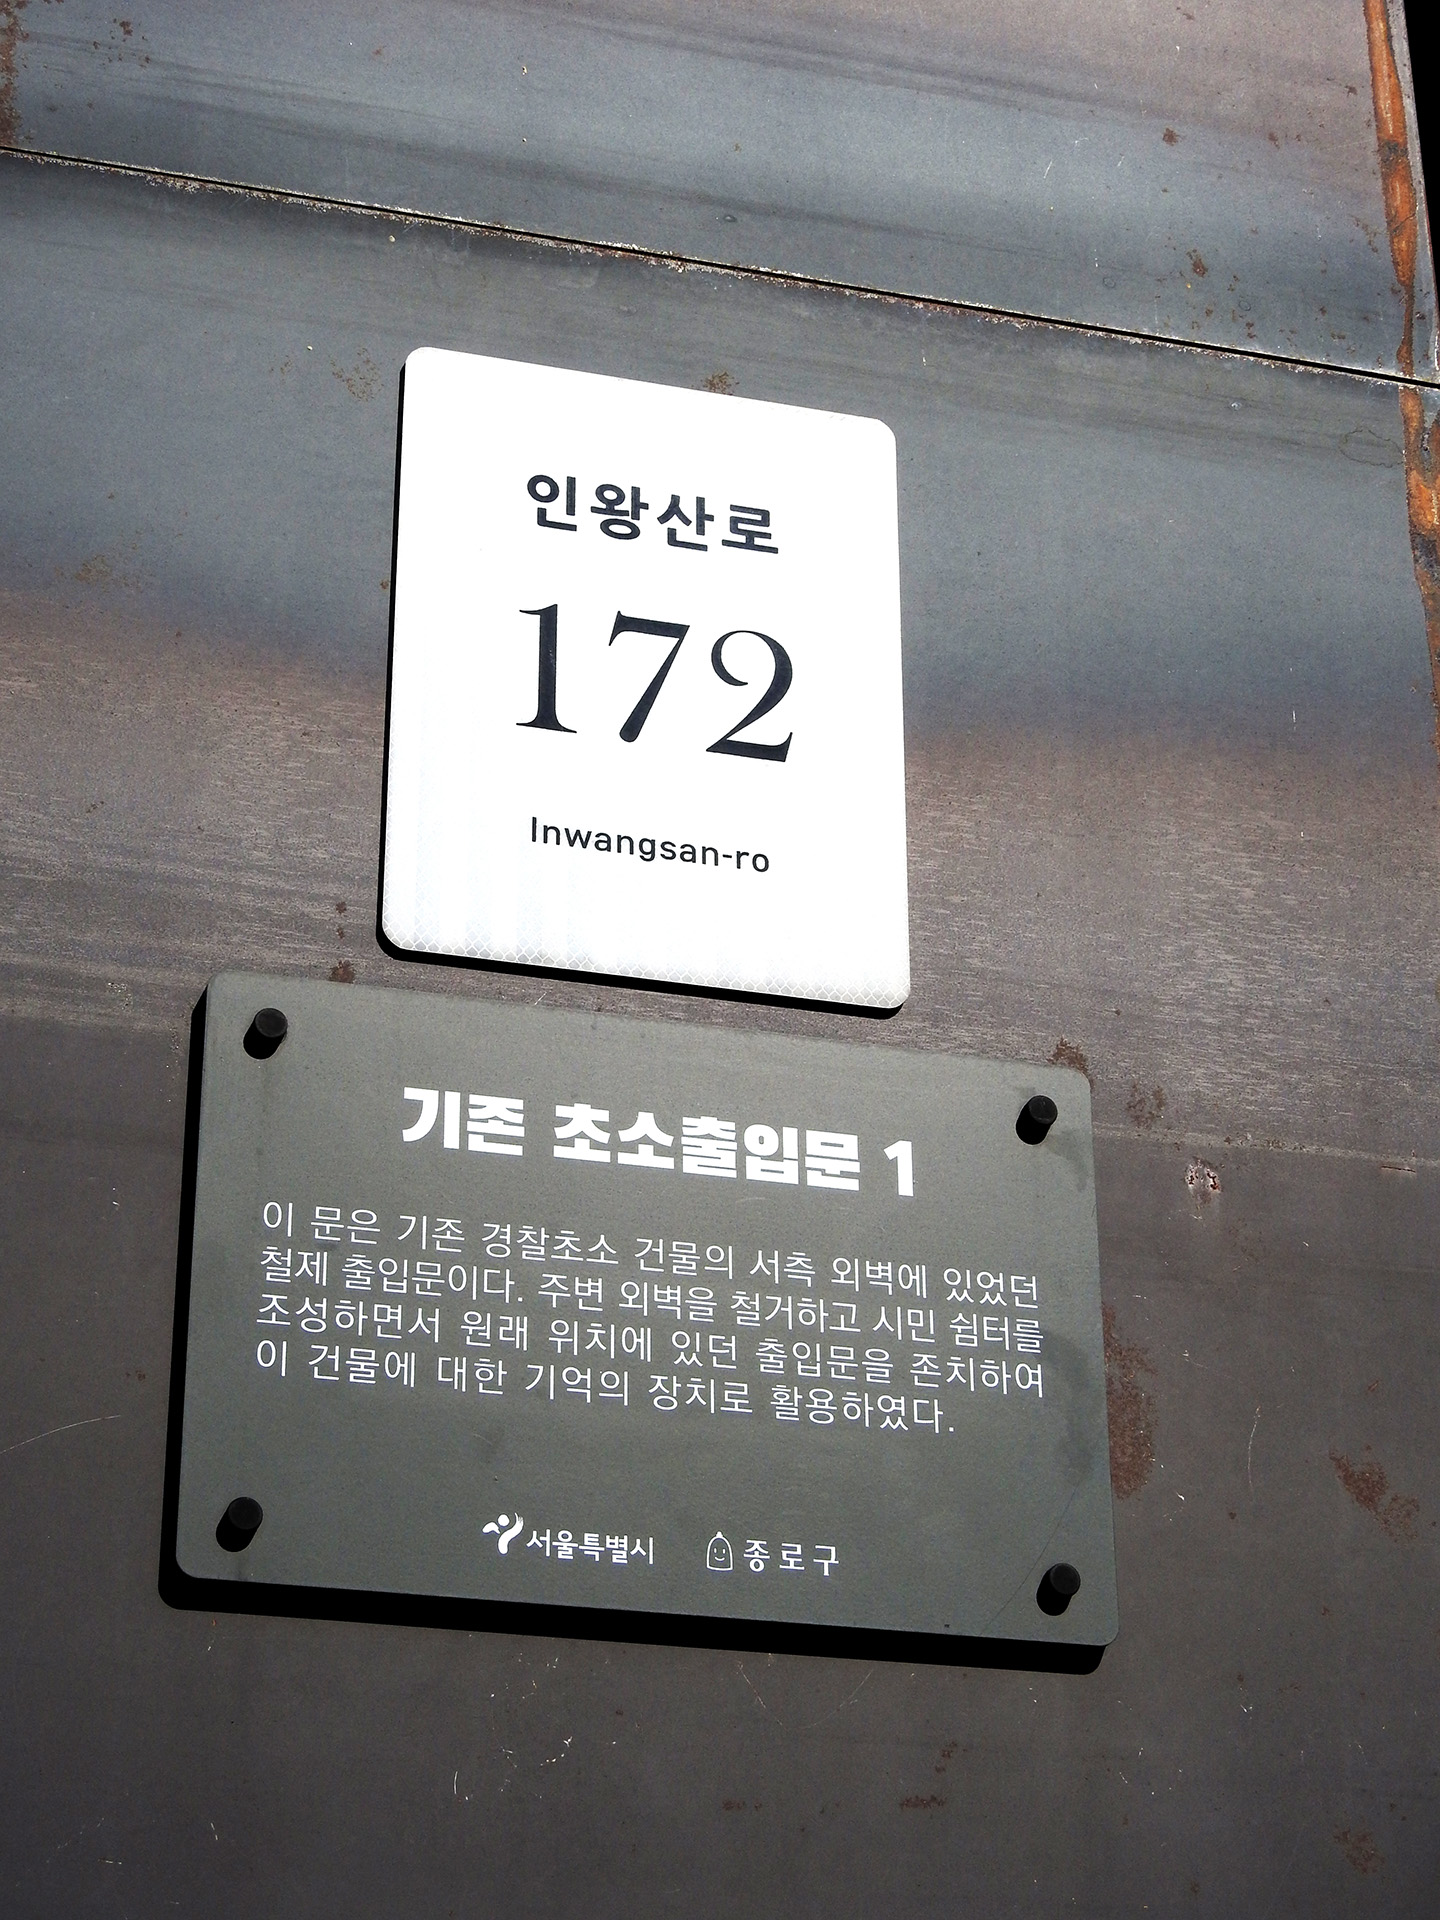 인왕산로
172
Inwangsan-ro
기존 초소출입문 1
이 문은 기존 경찰초소 건물의 서측 외벽에 있었던
철제 출입문이다. 주변 외벽을 철거하고 시민 쉼터를
조성하면서 원래 위치에 있던 출입문을 존치하여
이 건물에 대한 기억의 장치로 활용하였다.
서울특별시 종로구